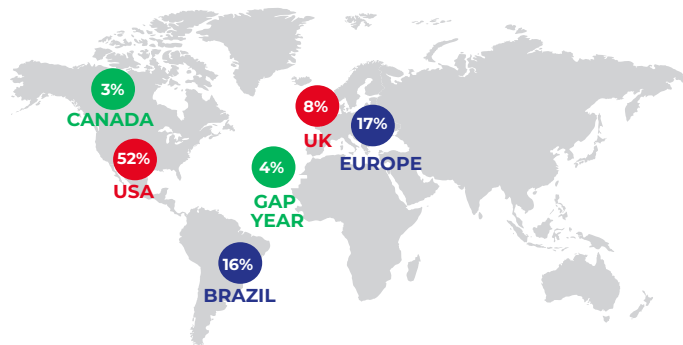 3%
CANADA
8%
UK
17%
EUROPE
52%
USA
4%
GAP
YEAR
16%
BRAZIL